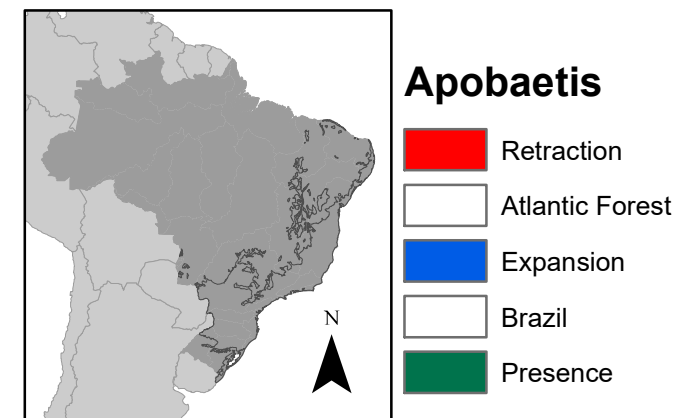 Apobaetis
Retraction
Atlantic Forest
Expansion
Brazil
Presence
N